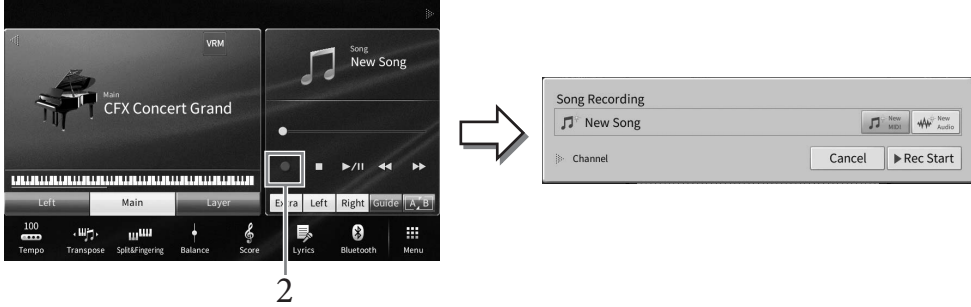 VRM
Main
CFX Concert Grand
Left
Main
Layer
Song
New Song
Extra
Left
Right
Guide
A B
100
Tempo
Transpose
Split&Fingering
Balance
Score
Lyrics
Bluetooth
Menu
2
Song Recording
New Song
New
MIDI
New
Audio
Channel
Cancel
Rec Start